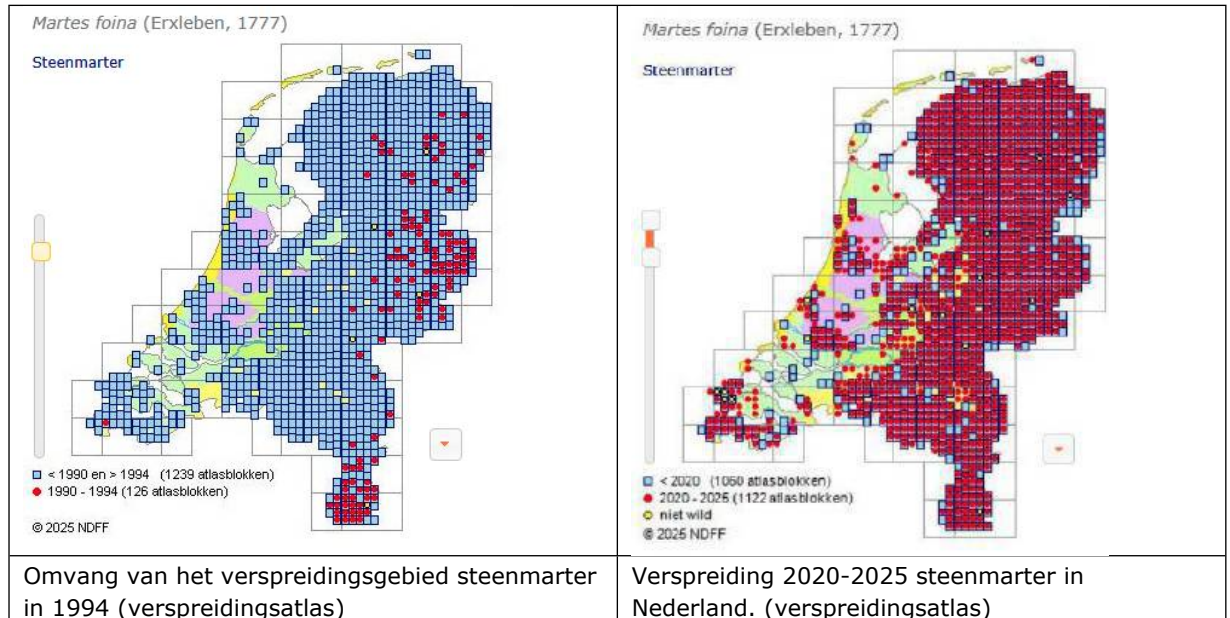 Martes foina (Erxleben, 1777)
Steenmarter
< 1990 en > 1994 (1239 atlasblokken)
1990 - 1994 (126 atlasblokken)
© 2025 NDFF
Omvang van het verspreidingsgebied steenmarter
in 1994 (verspreidingsatlas)
Martes foina (Erxleben, 1777)
Steenmarter
< 2020 (1060 atlasblokken)
2020 - 2025 (1122 atlasblokken)
niet wild
© 2025 NDFF
Verspreiding 2020-2025 steenmarter in
Nederland. (verspreidingsatlas)